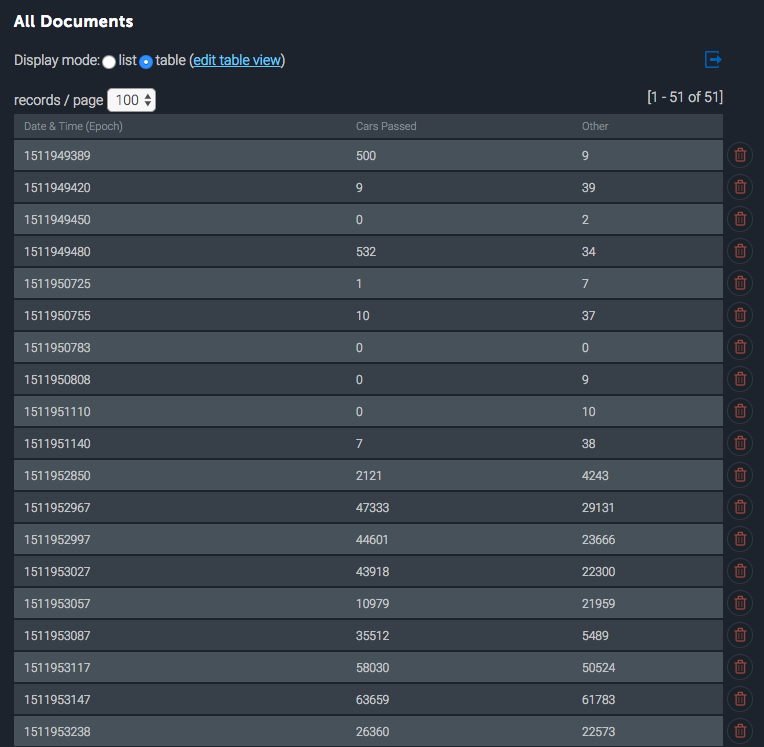 All Documents
Display mode: list table (edit table view)
records / page 100 [1 - 51 of 51]
Date & Time (Epoch) Cars Passed Other
1511949389 500 9
1511949420 9 39
1511949450 0 2
1511949480 532 34
1511950725 1 7
1511950755 10 37
1511950783 0 0
1511950808 0 9
1511951110 0 10
1511951140 7 38
1511952850 2121 4243
1511952967 47333 29131
1511952997 44601 23666
1511953027 43918 22300
1511953057 10979 21959
1511953087 35512 5489
1511953117 58030 50524
1511953147 63659 61783
1511953238 26360 22573